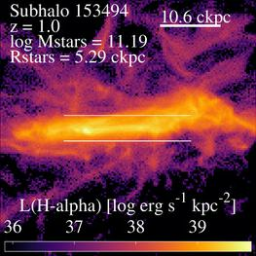 Subhalo 153494
10.6 ckpc
z = 1.0
log Mstars = 11.19
Rstars = 5.29 ckpc
L(H-alpha) [log erg s⁻¹ kpc⁻²]
36 37 38 39